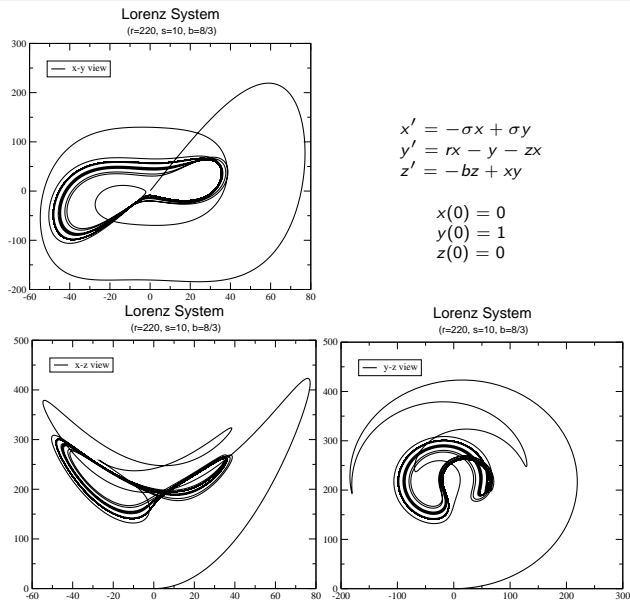 Lorenz System
(r=220, s=10, b=8/3)
300
x-y view
200
100
0
-100
-200
-60 -40 -20 0 20 40 60 80
x′ = −σx + σy
y′ = rx − y − zx
z′ = −bz + xy
x(0) = 0
y(0) = 1
z(0) = 0
Lorenz System
(r=220, s=10, b=8/3)
500
x-z view
400
300
200
100
0
-60 -40 -20 0 20 40 60 80
Lorenz System
(r=220, s=10, b=8/3)
500
y-z view
400
300
200
100
0
-200 -100 0 100 200 300